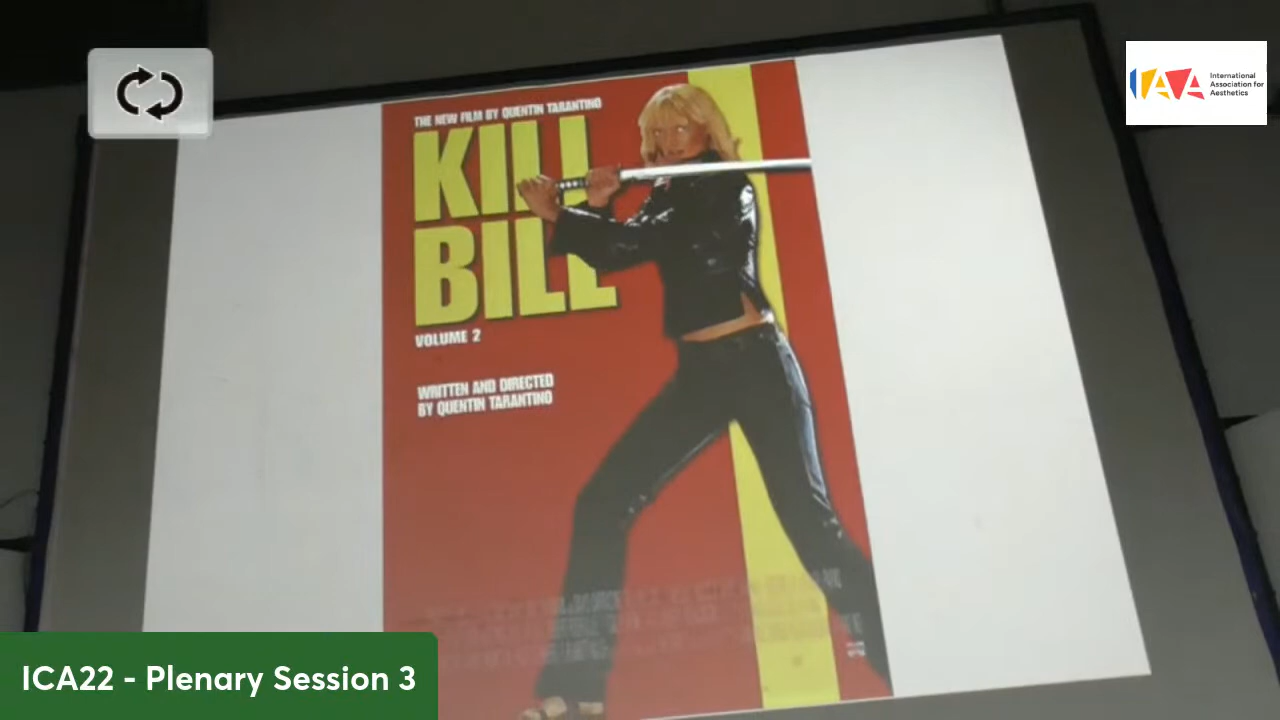 THE NEW FILM BY QUENTIN TARANTINO
KILL
BILL
VOLUME 2
WRITTEN AND DIRECTED
BY QUENTIN TARANTINO
International
Association for
Aesthetics
ICA22 - Plenary Session 3